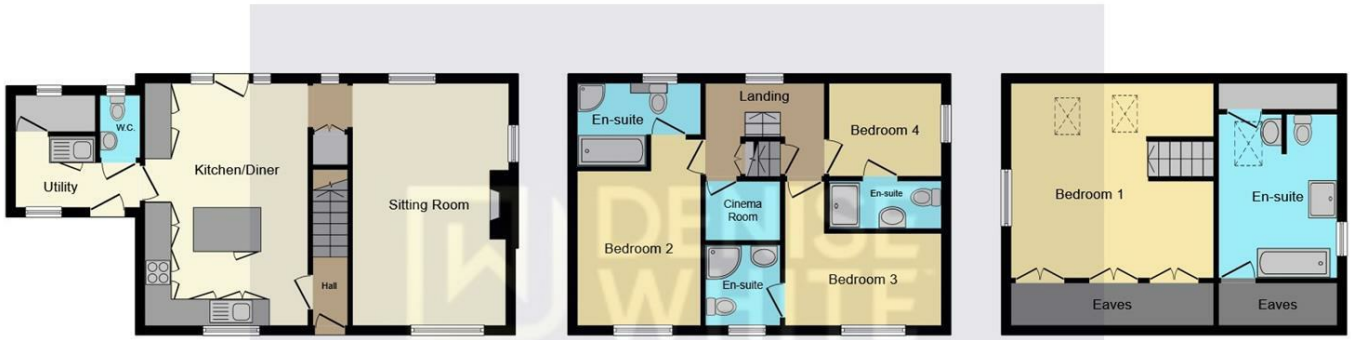 W.C.
Utility
Kitchen/Diner
Sitting Room
Hall
En-suite
Landing
Bedroom 4
En-suite
Cinema
Room
Bedroom 2
En-suite
Bedroom 3
Bedroom 1
En-suite
Eaves
Eaves
DENISE
WHITE